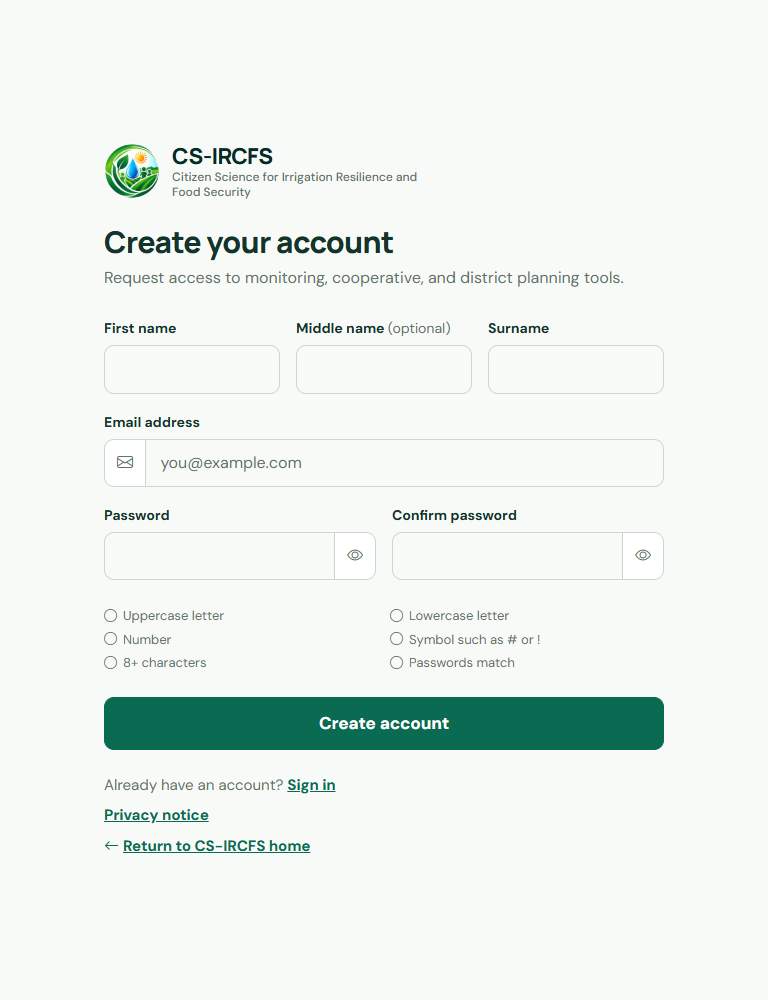 CS-IRCFS
Citizen Science for Irrigation Resilience and
Food Security
Create your account
Request access to monitoring, cooperative, and district planning tools.
First name
Middle name (optional)
Surname
Email address
you@example.com
Password
Confirm password
Uppercase letter
Lowercase letter
Number
Symbol such as # or !
8+ characters
Passwords match
Create account
Already have an account? Sign in
Privacy notice
← Return to CS-IRCFS home